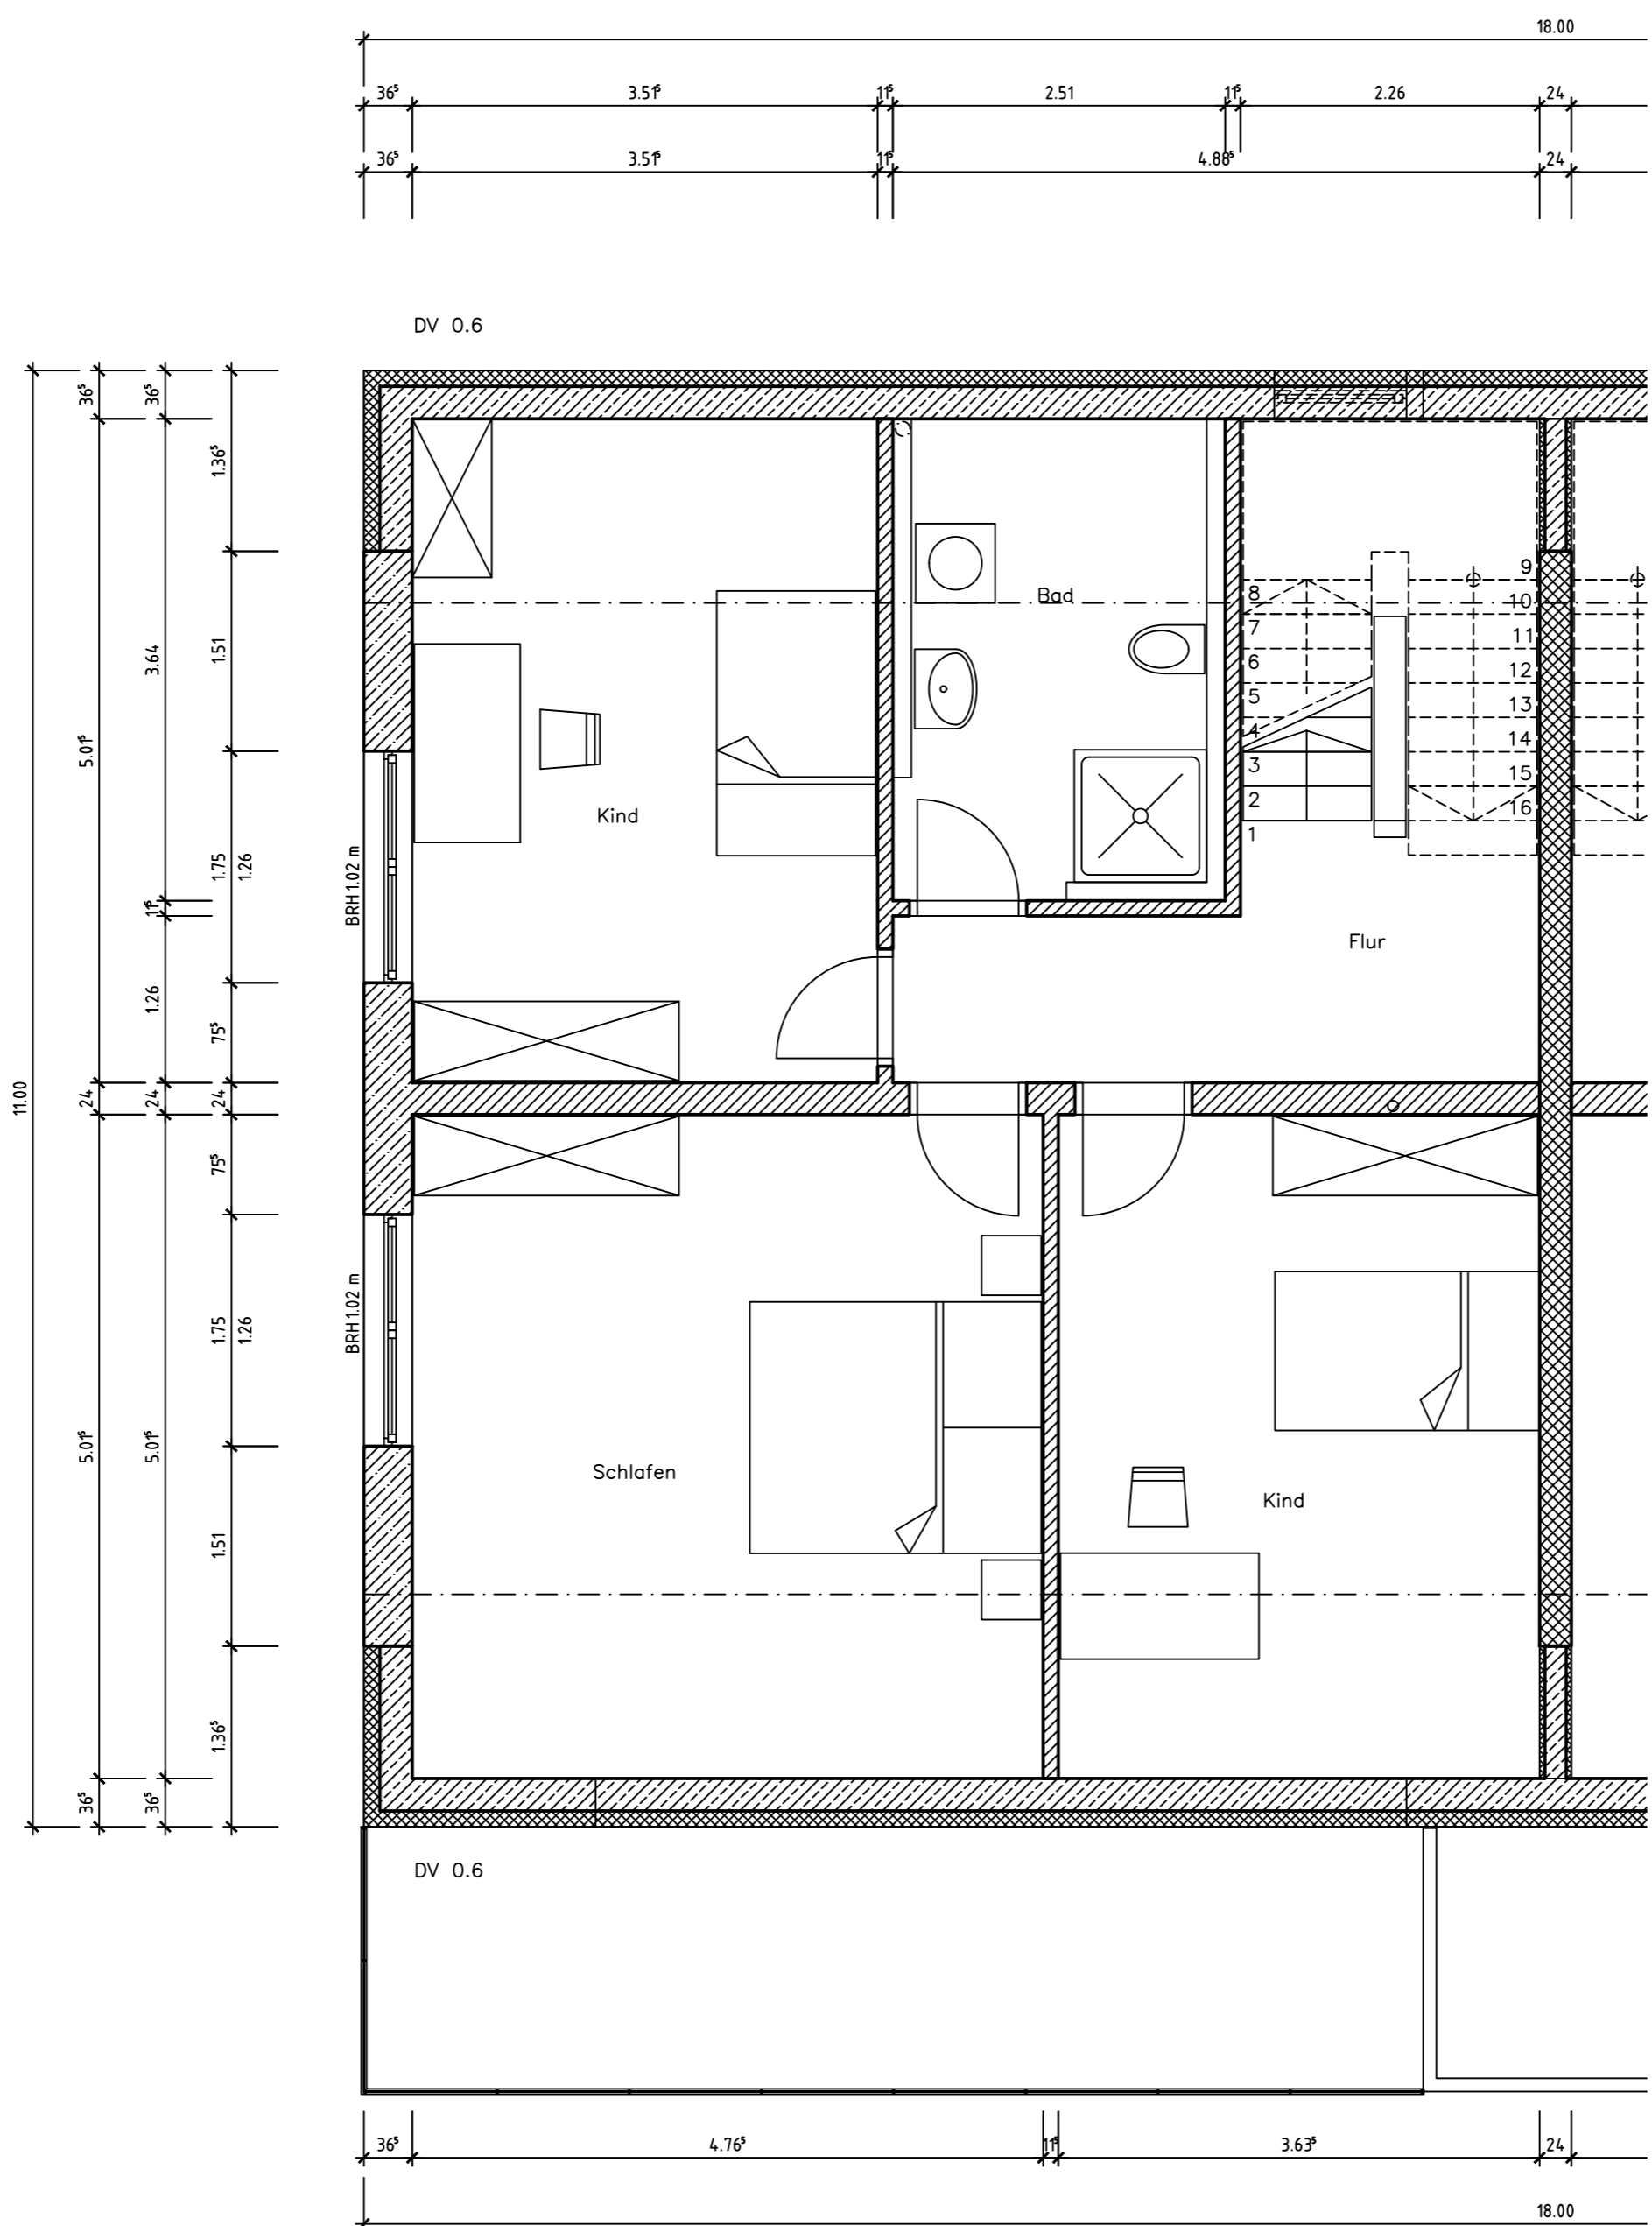 18.00
36⁵ 3.51⁵ 11⁵ 2.51 11⁵ 2.26 24
36⁵ 3.51⁵ 11⁵ 4.88⁵ 24
DV 0.6
36⁵ 36⁵
1.36⁵
9
8 10
Bad
7 11
3.64 1.51
6 12
5 13
5.01⁵ 4 14
3 15
2 16
Kind
1
1.75 1.26 BRH 1.02 m
11⁵
Flur
1.26 75⁵
11.00 24 24 24
75⁵
1.75 1.26 BRH 1.02 m
5.01⁵ 5.01⁵
Schlafen
Kind
1.51
1.36⁵
36⁵ 36⁵
DV 0.6
36⁵ 4.76⁵ 11⁵ 3.63⁵ 24
18.00